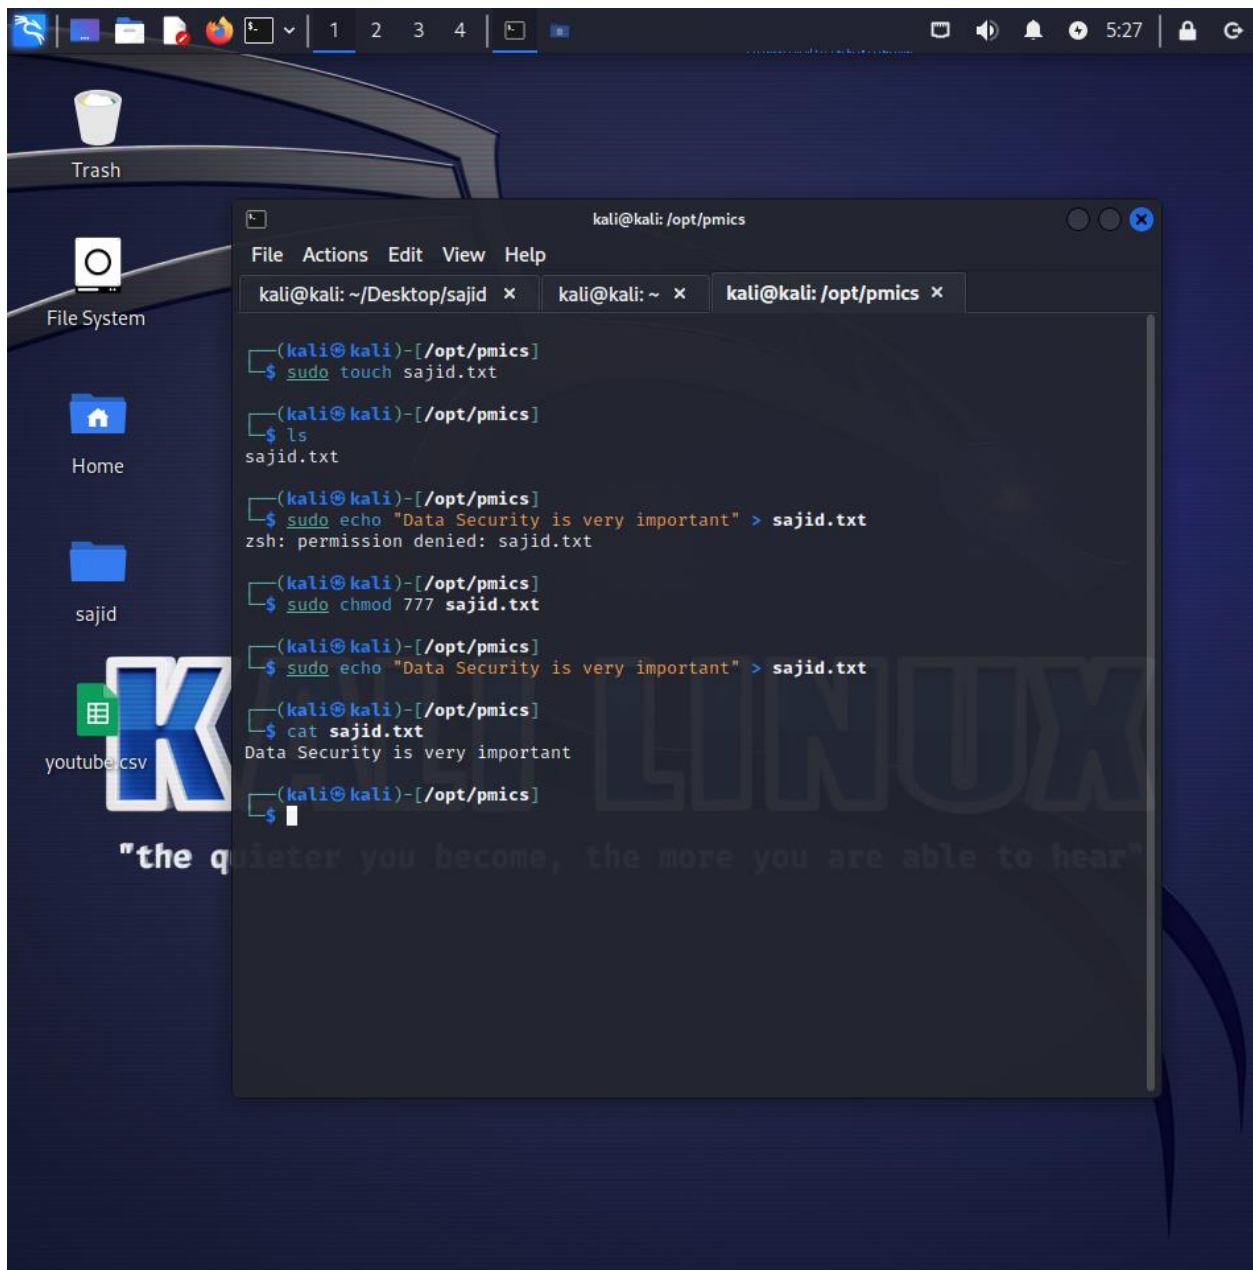 1 2 3 4
5:27
Trash
File System
Home
sajid
youtube.csv
kali@kali: /opt/pmics
File Actions Edit View Help
kali@kali: ~/Desktop/sajid × kali@kali: ~ × kali@kali: /opt/pmics ×
┌──(kali㉿kali)-[/opt/pmics]
└─$ sudo touch sajid.txt
┌──(kali㉿kali)-[/opt/pmics]
└─$ ls
sajid.txt
┌──(kali㉿kali)-[/opt/pmics]
└─$ sudo echo "Data Security is very important" > sajid.txt
zsh: permission denied: sajid.txt
┌──(kali㉿kali)-[/opt/pmics]
└─$ sudo chmod 777 sajid.txt
┌──(kali㉿kali)-[/opt/pmics]
└─$ sudo echo "Data Security is very important" > sajid.txt
┌──(kali㉿kali)-[/opt/pmics]
└─$ cat sajid.txt
Data Security is very important
┌──(kali㉿kali)-[/opt/pmics]
└─$
KALI LINUX
"the quieter you become, the more you are able to hear"